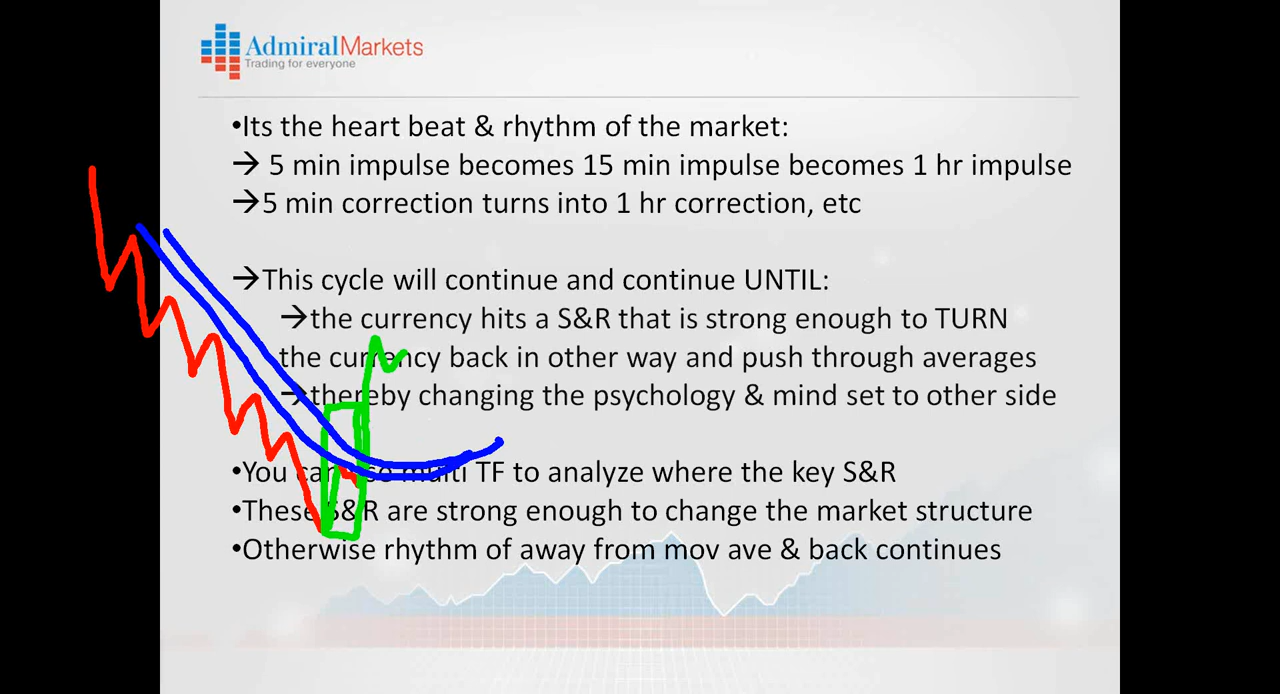 AdmiralMarkets
Trading for everyone
•Its the heart beat & rhythm of the market:
→ 5 min impulse becomes 15 min impulse becomes 1 hr impulse
→5 min correction turns into 1 hr correction, etc
→This cycle will continue and continue UNTIL:
→the currency hits a S&R that is strong enough to TURN
the currency back in other way and push through averages
→thereby changing the psychology & mind set to other side
•You can use multi TF to analyze where the key S&R
•These S&R are strong enough to change the market structure
•Otherwise rhythm of away from mov ave & back continues